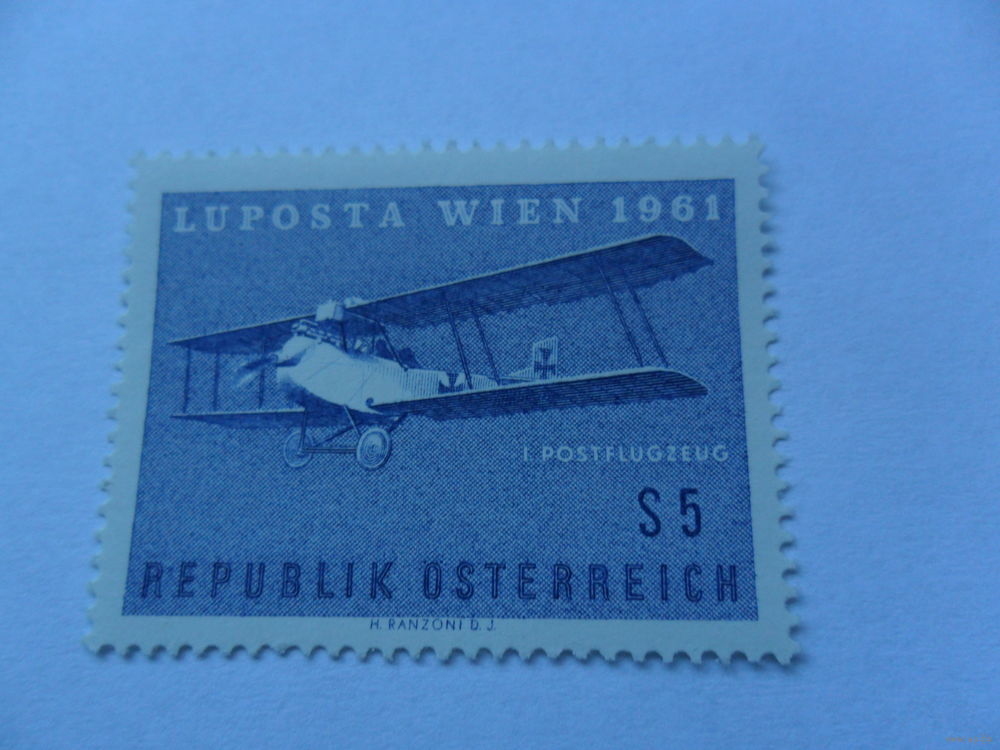 LUPOSTA WIEN 1961
I. POSTFLUGZEUG
S 5
REPUBLIK ÖSTERREICH
H. RANZONI D. J.